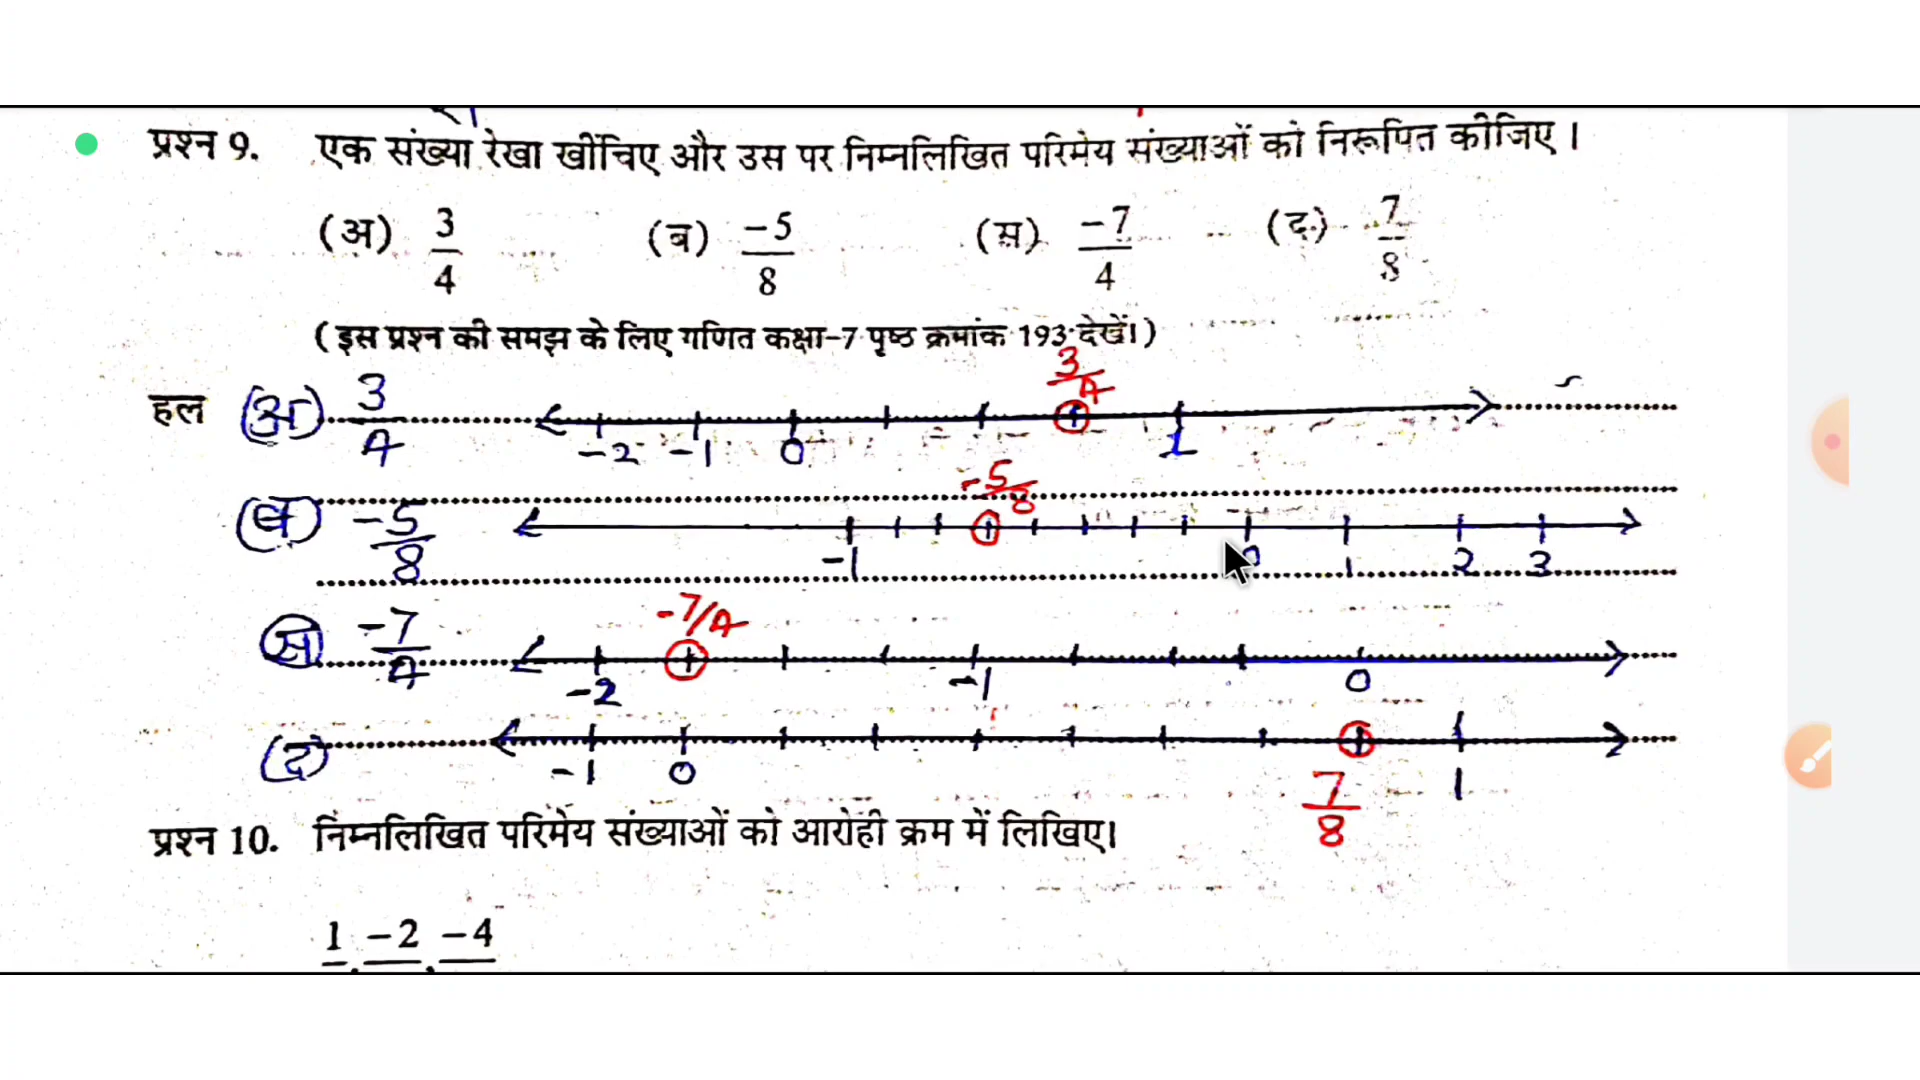 प्रश्न 9. एक संख्या रेखा खींचिए और उस पर निम्नलिखित परिमेय संख्याओं को निरूपित कीजिए ।
(अ) 3/4 (ब) -5/8 (स) -7/4 (द) 7/8
(इस प्रश्न की समझ के लिए गणित कक्षा-7 पृष्ठ क्रमांक 193 देखें।)
3/4
हल (अ) 3/4 -2 -1 0 1
-5/8
(ब) -5/8 -1 0 1 2 3
-7/4
(स) -7/4 -2 -1 0
(द) -1 0 1
7/8
प्रश्न 10. निम्नलिखित परिमेय संख्याओं को आरोही क्रम में लिखिए।
1 , -2 , -4